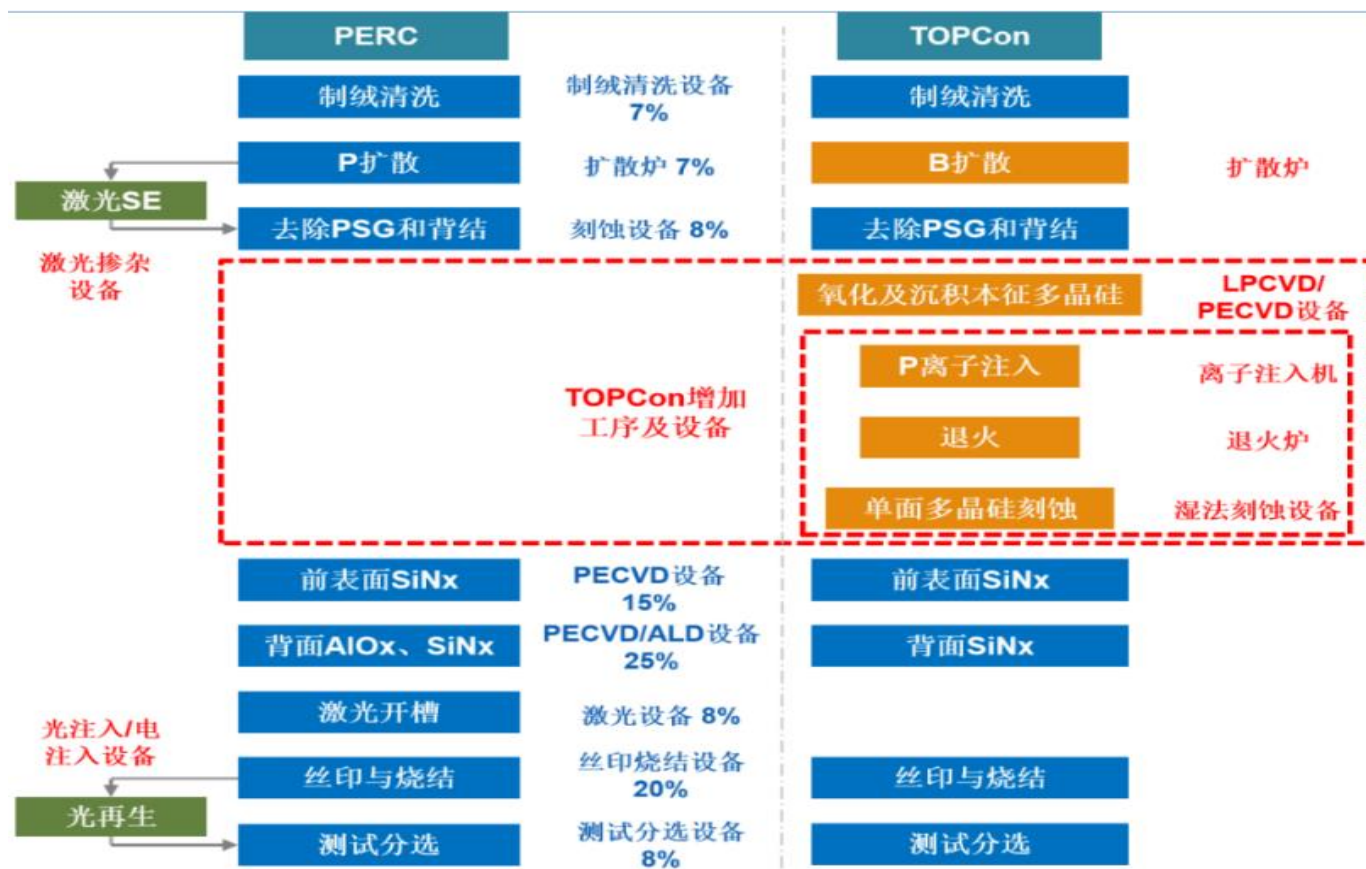 PERC
TOPCon
制绒清洗
制绒清洗设备
7%
制绒清洗
P扩散
扩散炉 7%
B扩散
扩散炉
激光SE
去除PSG和背结
刻蚀设备 8%
去除PSG和背结
激光掺杂
设备
氧化及沉积本征多晶硅
LPCVD/
PECVD设备
P离子注入
离子注入机
TOPCon增加
工序及设备
退火
退火炉
单面多晶硅刻蚀
湿法刻蚀设备
前表面SiNx
PECVD设备
15%
前表面SiNx
背面AlOx、SiNx
PECVD/ALD设备
25%
背面SiNx
激光开槽
激光设备 8%
光注入/电
注入设备
丝印与烧结
丝印烧结设备
20%
丝印与烧结
光再生
测试分选
测试分选设备
8%
测试分选